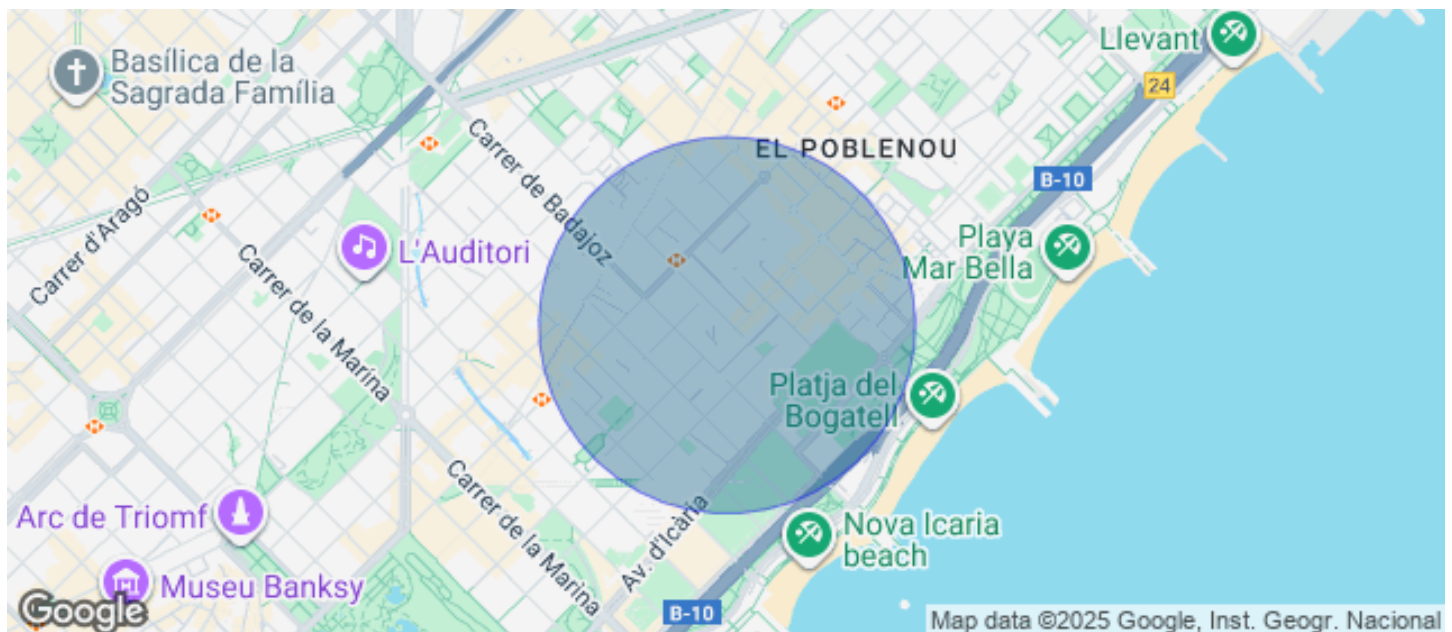 Llevant
Basílica de la
Sagrada Família
24
EL POBLENOU
Carrer de Badajoz
B-10
Carrer d'Aragó
L'Auditori
Playa
Mar Bella
Carrer de la Marina
Platja del
Bogatell
Carrer de la Marina
Av. d'Icària
Arc de Triomf
Nova Icaria
beach
Museu Banksy
Google
B-10
Map data ©2025 Google, Inst. Geogr. Nacional